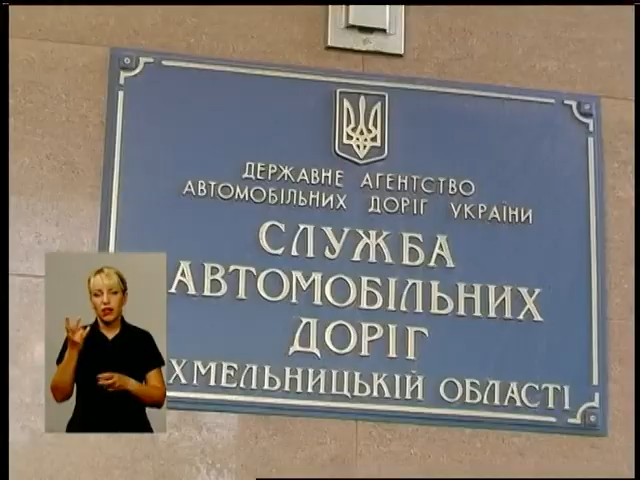 ДЕРЖАВНЕ АГЕНТСТВО
АВТОМОБІЛЬНИХ ДОРІГ УКРАЇНИ
СЛУЖБА
АВТОМОБІЛЬНИХ
ДОРІГ
ХМЕЛЬНИЦЬКІЙ ОБЛАСТІ